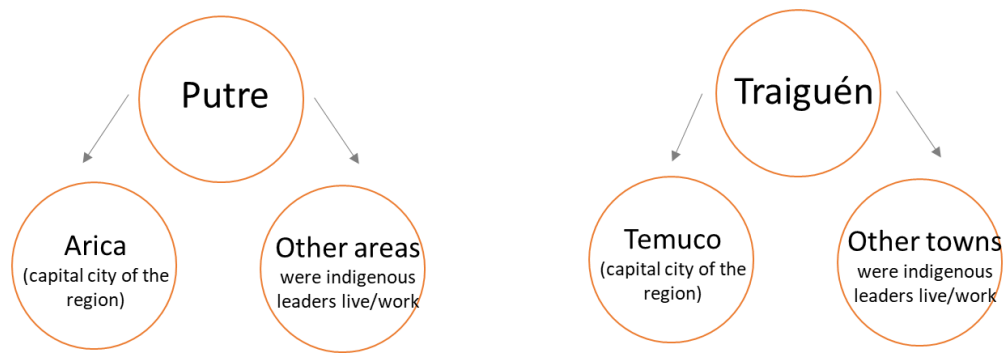 Putre
Arica
(capital city of the
region)
Other areas
were indigenous
leaders live/work
Traiguén
Temuco
(capital city of the
region)
Other towns
were indigenous
leaders live/work